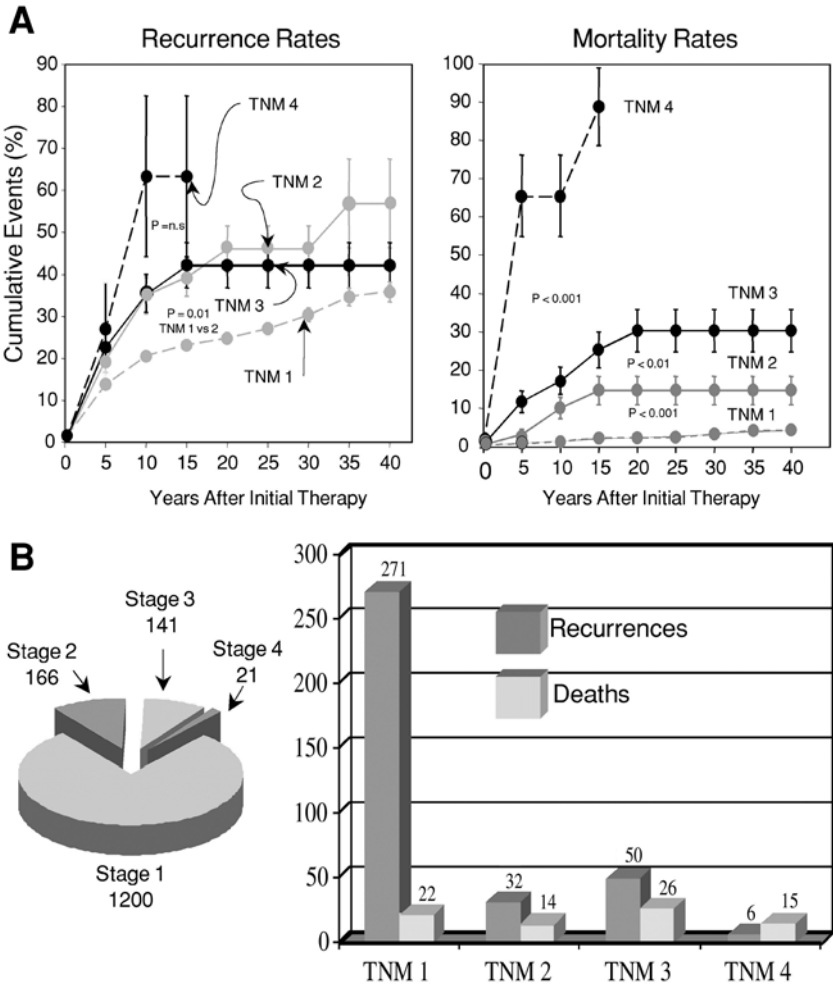 A
Recurrence Rates
Cumulative Events (%)
90
80
70
60
50
40
30
20
10
0
0 5 10 15 20 25 30 35 40
Years After Initial Therapy
TNM 4
TNM 2
P =n.s
TNM 3
P = 0.01
TNM 1 vs 2
TNM 1
Mortality Rates
100
90
80
70
60
50
40
30
20
10
0
0 5 10 15 20 25 30 35 40
Years After Initial Therapy
TNM 4
P < 0.001
TNM 3
P < 0.01
TNM 2
P < 0.001
TNM 1
B
Stage 3
141
Stage 4
21
Stage 2
166
Stage 1
1200
300
250
200
150
100
50
0
271
22
32
14
50
26
6
15
Recurrences
Deaths
TNM 1 TNM 2 TNM 3 TNM 4